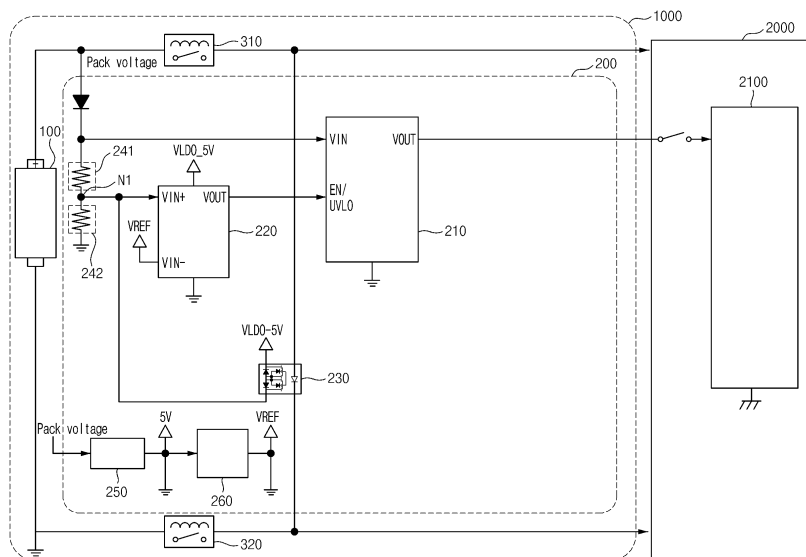 1000
310
2000
Pack voltage
200
2100
100
241
VLDO_5V
VIN
VOUT
N1
VIN+
VOUT
EN/
UVLO
VREF
220
210
VIN-
242
VLDO-5V
230
5V
VREF
Pack voltage
250
260
320